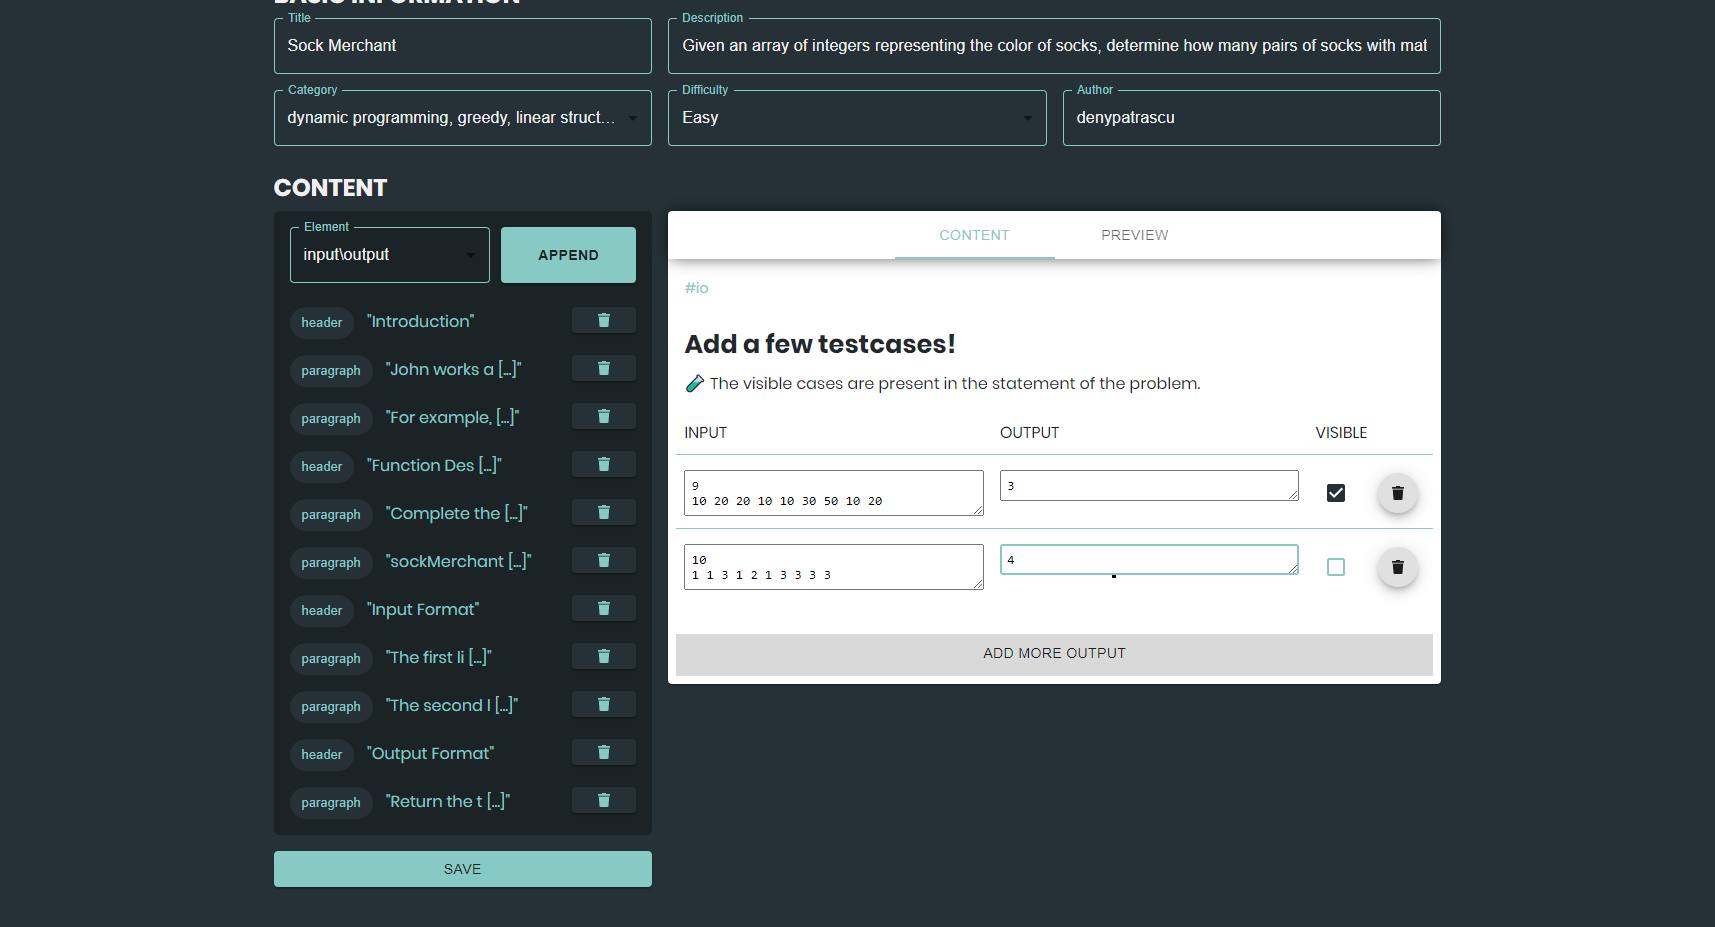 BASIC INFORMATION
Title
Sock Merchant
Description
Given an array of integers representing the color of socks, determine how many pairs of socks with mat
Category
dynamic programming, greedy, linear struct...
Difficulty
Easy
Author
denypatrascu
CONTENT
Element
input\output
APPEND
header "Introduction"
paragraph "John works a [...]"
paragraph "For example, [...]"
header "Function Des [...]"
paragraph "Complete the [...]"
paragraph "sockMerchant [...]"
header "Input Format"
paragraph "The first li [...]"
paragraph "The second l [...]"
header "Output Format"
paragraph "Return the t [...]"
SAVE
CONTENT
PREVIEW
#io
Add a few testcases!
The visible cases are present in the statement of the problem.
INPUT OUTPUT VISIBLE
9
10 20 20 10 10 30 50 10 20
3
10
1 1 3 1 2 1 3 3 3 3
4
ADD MORE OUTPUT